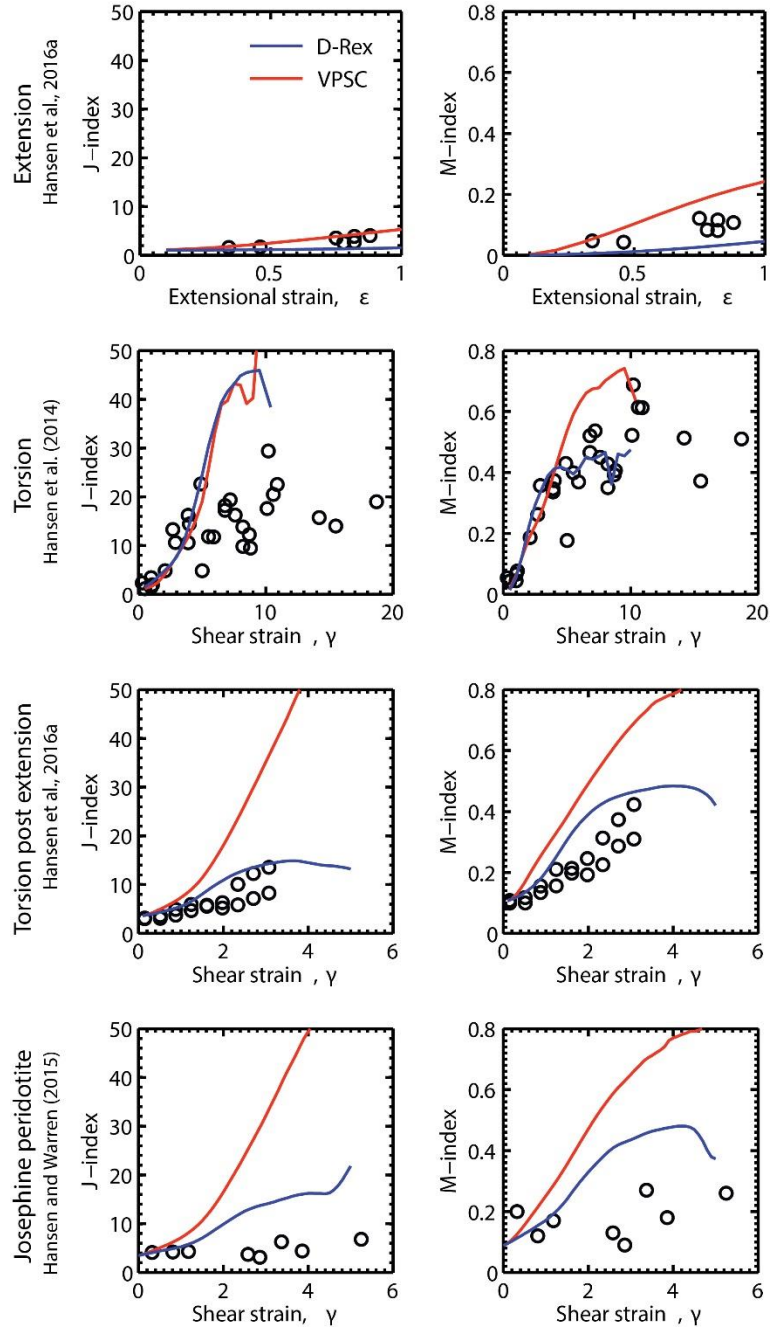 Extension
Hansen et al., 2016a
J-index
50
40
30
20
10
0
D-Rex
VPSC
0
0.5
1
Extensional strain, ε
M-index
0.8
0.6
0.4
0.2
0
0
0.5
1
Extensional strain, ε
Torsion
Hansen et al. (2014)
J-index
50
40
30
20
10
0
0
10
20
Shear strain , γ
M-index
0.8
0.6
0.4
0.2
0
0
10
20
Shear strain , γ
Torsion post extension
Hansen et al., 2016a
J-index
50
40
30
20
10
0
0
2
4
6
Shear strain , γ
M-index
0.8
0.6
0.4
0.2
0
0
2
4
6
Shear strain , γ
Josephine peridotite
Hansen and Warren (2015)
J-index
50
40
30
20
10
0
0
2
4
6
Shear strain, γ
M-index
0.8
0.6
0.4
0.2
0
0
2
4
6
Shear strain, γ